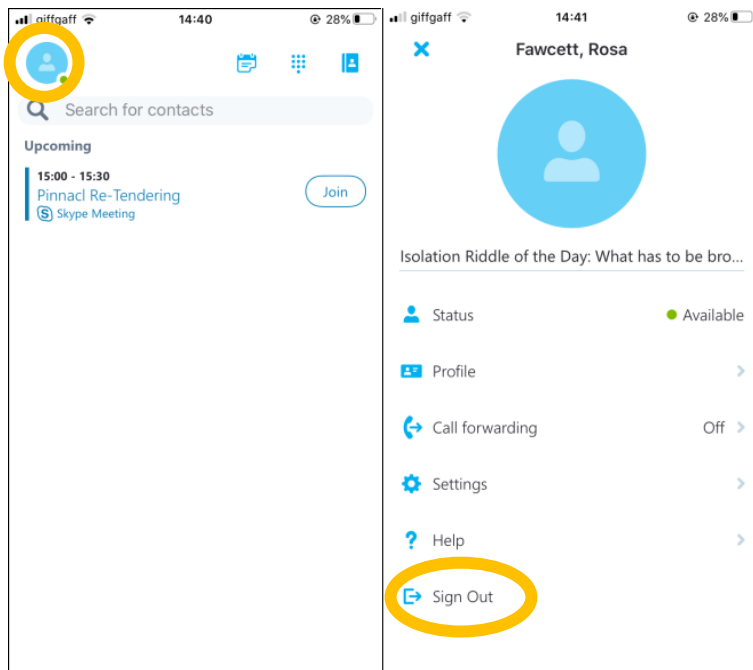 giffgaff 14:40 28%
Search for contacts
Upcoming
15:00 - 15:30
Pinnacl Re-Tendering
Join
S Skype Meeting
giffgaff 14:41 28%
Fawcett, Rosa
Isolation Riddle of the Day: What has to be bro...
Status Available
Profile
Call forwarding Off
Settings
Help
Sign Out